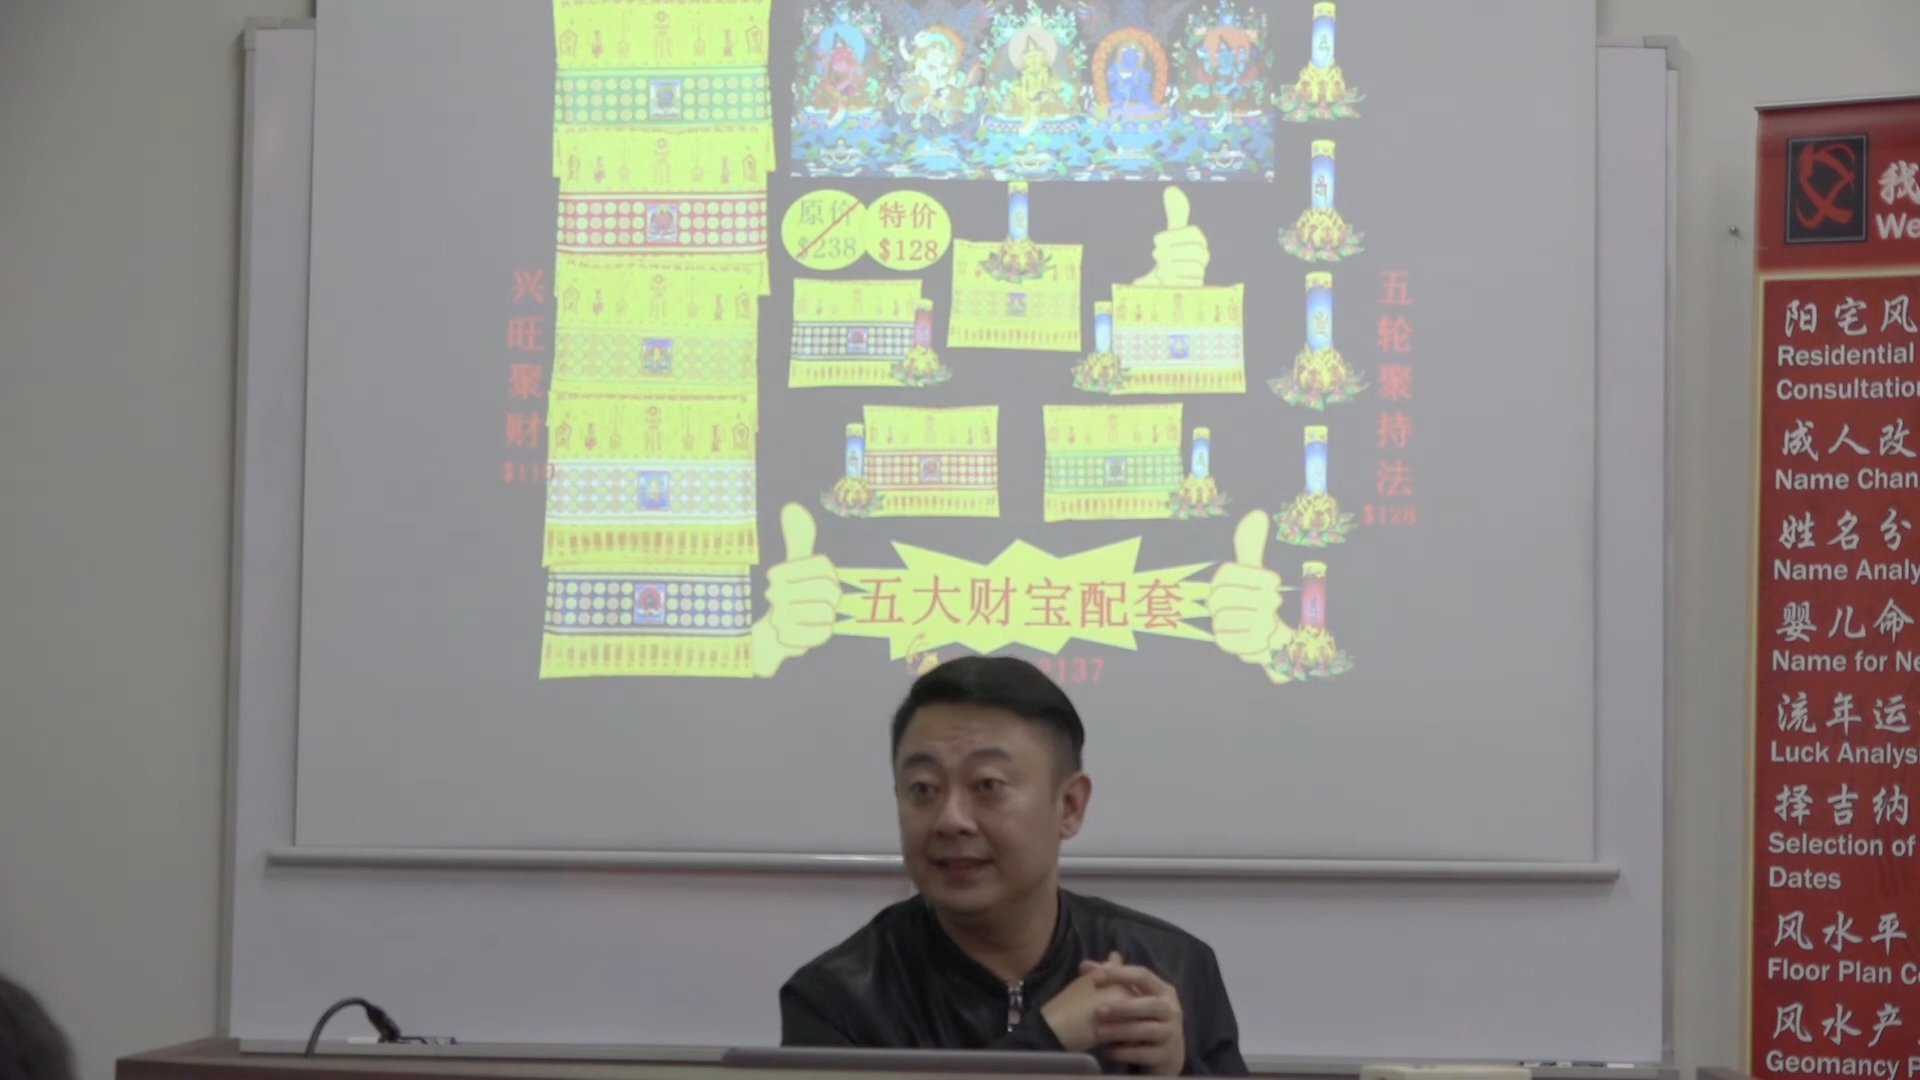 原价
$238
特价
$128
兴旺聚财
五轮聚持法
$128
五大财宝配套
我
We
阳宅风
Residential
Consultation
成人改
Name Chan
姓名分
Name Analy
婴儿命
Name for Ne
流年运
Luck Analysi
择吉纳
Selection of
Dates
风水平
Floor Plan C
风水产
Geomancy P